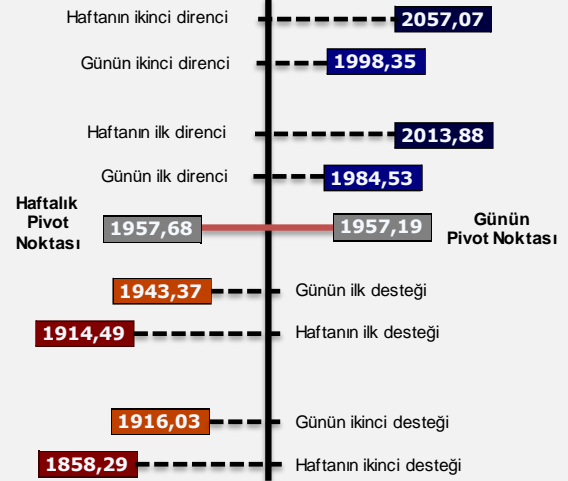 Haftanın ikinci direnci 2057,07
Günün ikinci direnci 1998,35
Haftanın ilk direnci 2013,88
Günün ilk direnci 1984,53
Haftalık
Pivot
Noktası
1957,68
1957,19
Günün
Pivot Noktası
1943,37 Günün ilk desteği
1914,49 Haftanın ilk desteği
1916,03 Günün ikinci desteği
1858,29 Haftanın ikinci desteği